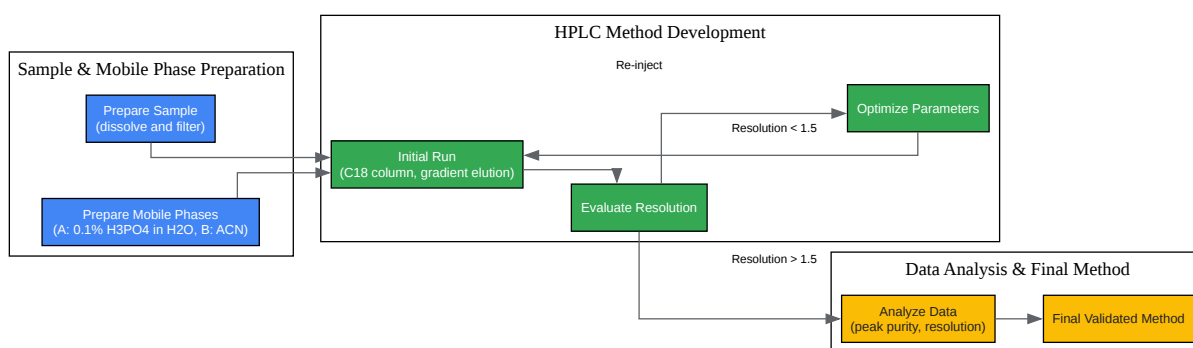 HPLC Method Development
Sample & Mobile Phase Preparation
Re-inject
Prepare Sample
(dissolve and filter)
Optimize Parameters
Resolution < 1.5
Initial Run
(C18 column, gradient elution)
Prepare Mobile Phases
(A: 0.1% H3PO4 in H2O, B: ACN)
Evaluate Resolution
Resolution > 1.5
Data Analysis & Final Method
Analyze Data
(peak purity, resolution)
Final Validated Method